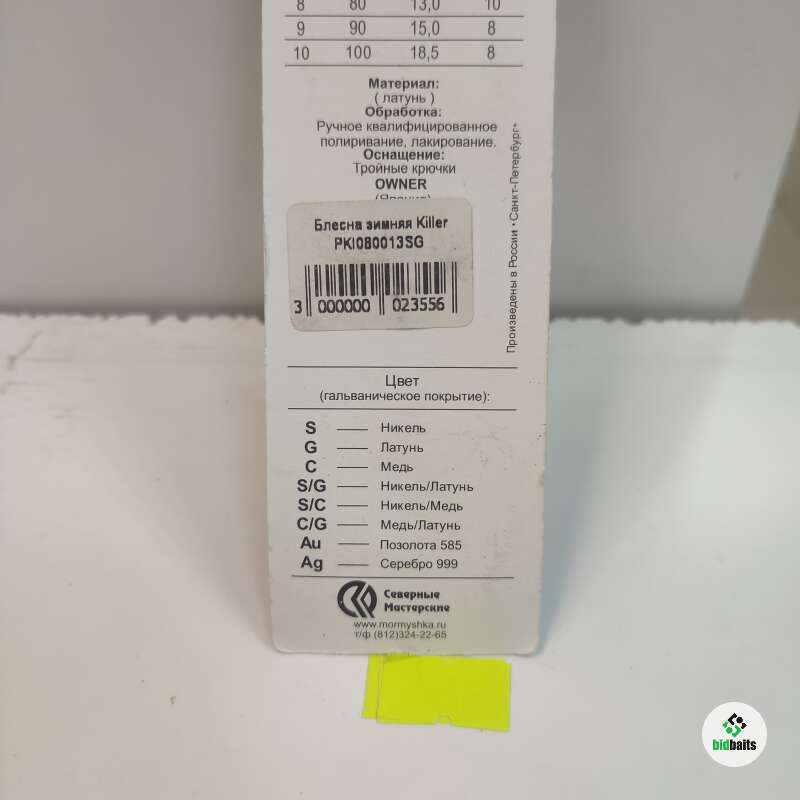 8 80 13,0 10
9 90 15,0 8
10 100 18,5 8
Материал:
( латунь )
Обработка:
Ручное квалифицированное
полиривание, лакирование.
Оснащение:
Тройные крючки
OWNER
Блесна зимняя Killer
PKI080013SG
3 000000 023556
Произведены в России • Санкт-Петербург•
Цвет
(гальваническое покрытие):
S — Никель
G — Латунь
C — Медь
S/G — Никель/Латунь
S/C — Никель/Медь
C/G — Медь/Латунь
Au — Позолота 585
Ag — Серебро 999
Северные
Мастерские
www.mormyshka.ru
т/ф (812)324-22-65
bidbaits